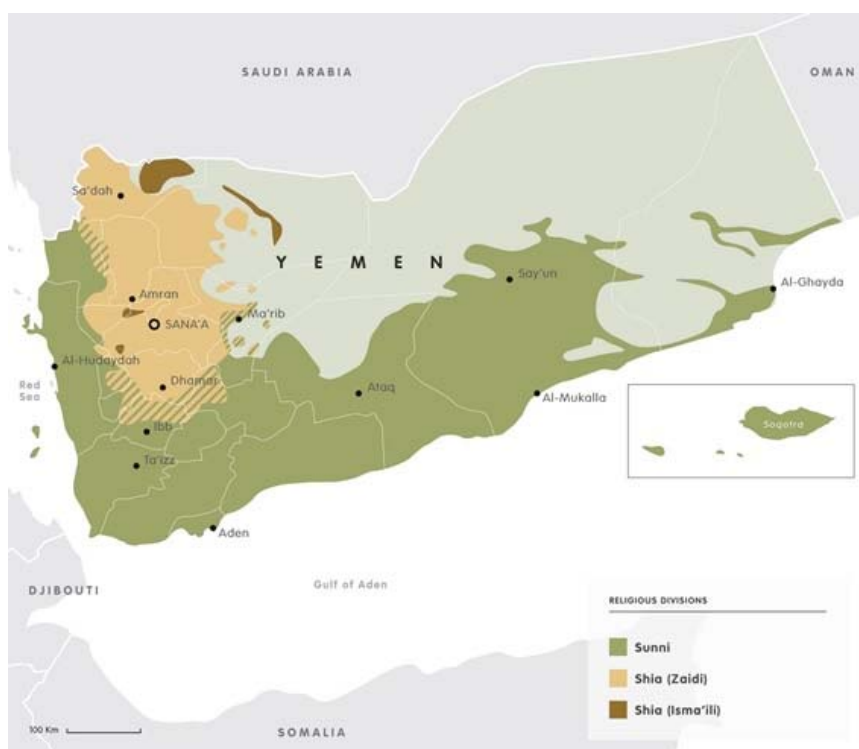 SAUDI ARABIA
OMAN
Sa'dah
YEMEN
Say'un
Al-Ghayda
Amran
Ma'rib
SANA'A
Al-Hudaydah
Red
Sea
Dhamar
Ataq
Al-Mukalla
Ibb
Soqotra
Ta'izz
Aden
DJIBOUTI
Gulf of Aden
RELIGIOUS DIVISIONS
Sunni
Shia (Zaidi)
Shia (Isma'ili)
100 Km
SOMALIA